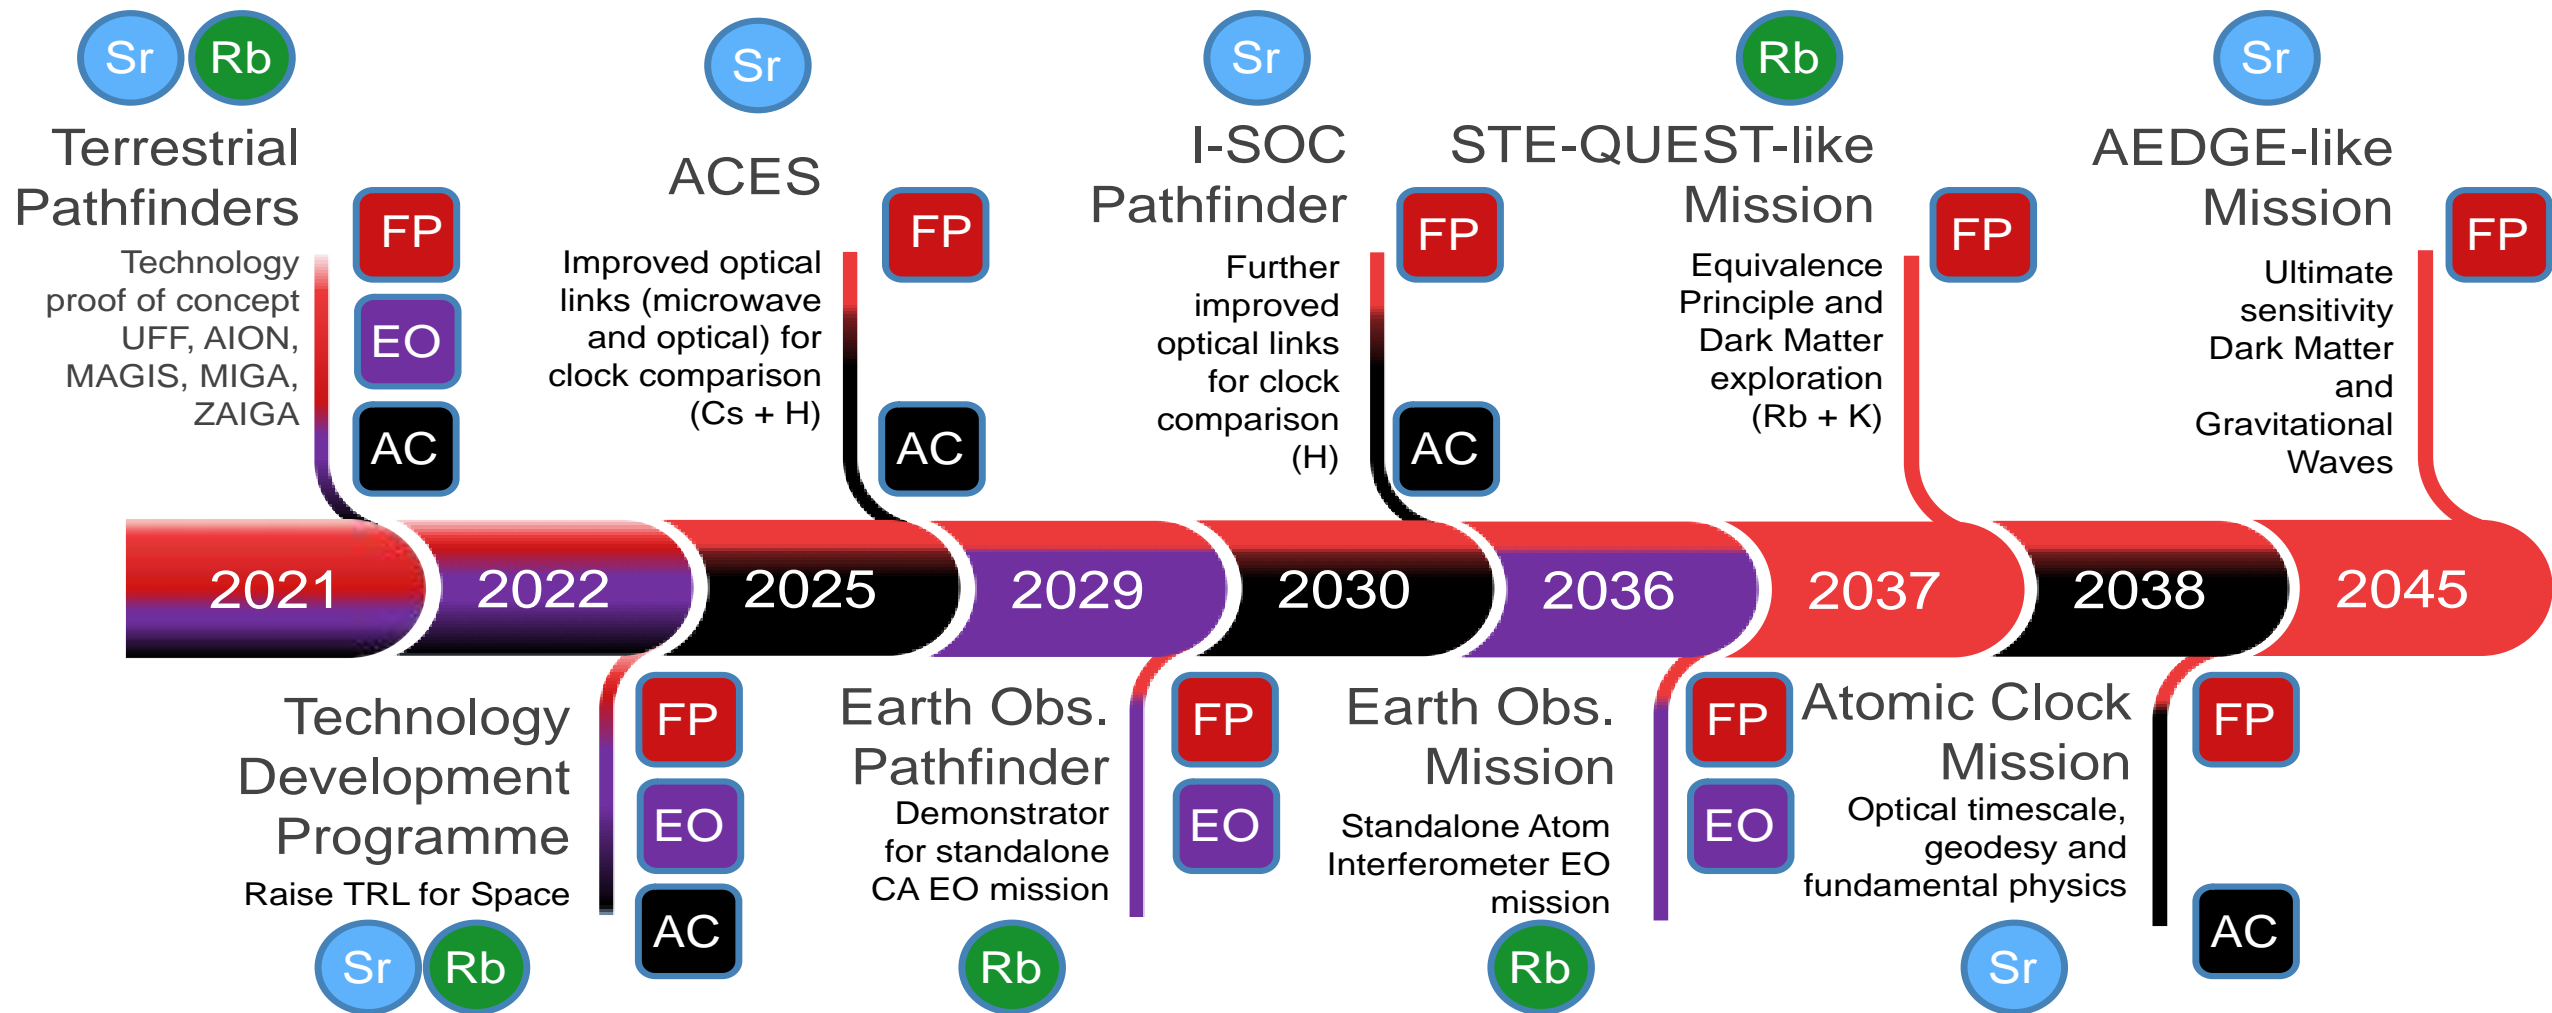 Sr Rb
Terrestrial
Pathfinders
Technology
proof of concept
UFF, AION,
MAGIS, MIGA,
ZAIGA
FP
EO
AC
Sr
ACES
Improved optical
links (microwave
and optical) for
clock comparison
(Cs + H)
FP
AC
Sr
I-SOC
Pathfinder
Further
improved
optical links
for clock
comparison
(H)
FP
AC
Rb
STE-QUEST-like
Mission
Equivalence
Principle and
Dark Matter
exploration
(Rb + K)
FP
Sr
AEDGE-like
Mission
Ultimate
sensitivity
Dark Matter
and
Gravitational
Waves
FP
2021 2022 2025 2029 2030 2036 2037 2038 2045
Technology
Development
Programme
Raise TRL for Space
Sr Rb
FP
EO
AC
Earth Obs.
Pathfinder
Demonstrator
for standalone
CA EO mission
Rb
FP
EO
Earth Obs.
Mission
Standalone Atom
Interferometer EO
mission
Rb
FP
EO
Atomic Clock
Mission
Optical timescale,
geodesy and
fundamental physics
Sr
FP
AC